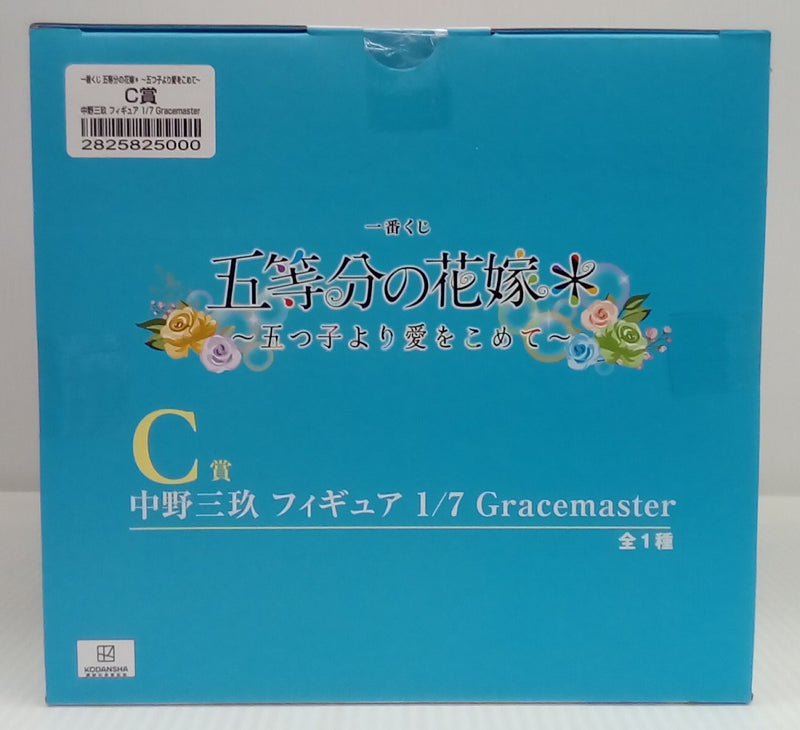 一番くじ 五等分の花嫁＊ ～五つ子より愛をこめて～
C賞
中野三玖 フィギュア 1/7 Gracemaster
2825825000
一番くじ
五等分の花嫁＊
～五つ子より愛をこめて～
C賞
中野三玖 フィギュア 1/7 Gracemaster
全1種
KODANSHA